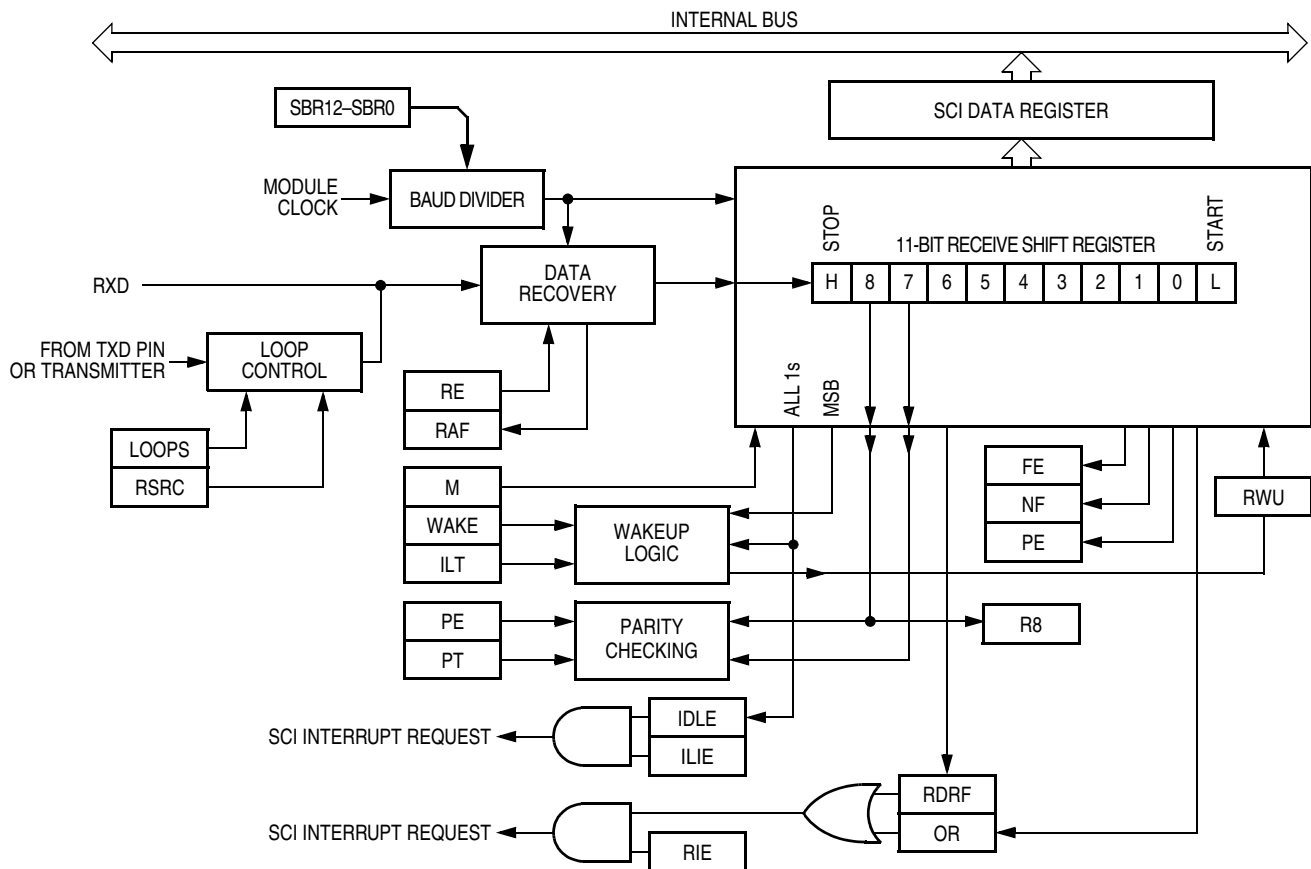 INTERNAL BUS
SBR12–SBR0
SCI DATA REGISTER
MODULE
CLOCK
BAUD DIVIDER
STOP
11-BIT RECEIVE SHIFT REGISTER
START
H 8 7 6 5 4 3 2 1 0 L
RXD
DATA
RECOVERY
FROM TXD PIN
OR TRANSMITTER
LOOP
CONTROL
ALL 1s
MSB
RE
RAF
LOOPS
RSRC
M
WAKE
ILT
WAKEUP
LOGIC
FE
NF
PE
RWU
PE
PT
PARITY
CHECKING
R8
SCI INTERRUPT REQUEST
IDLE
ILIE
RDRF
OR
SCI INTERRUPT REQUEST
RIE